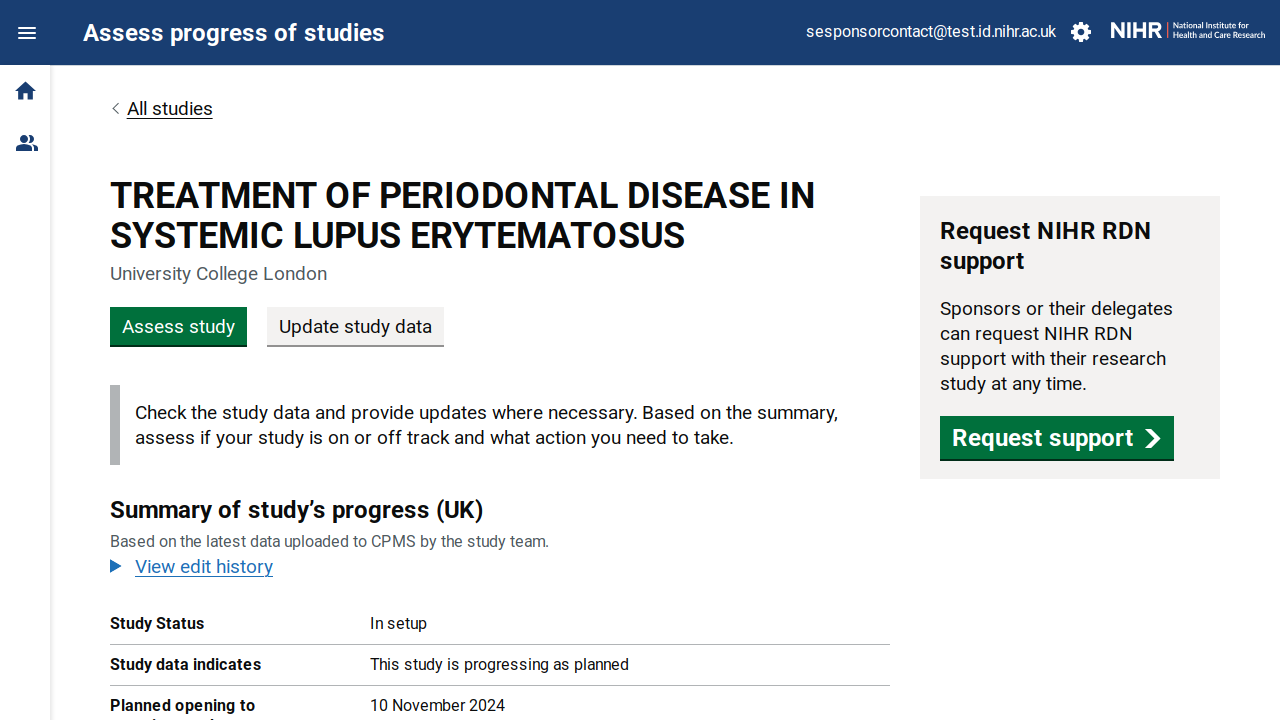 Assess progress of studies
sesponsorcontact@test.id.nihr.ac.uk
NIHR | National Institute for
Health and Care Research
All studies
TREATMENT OF PERIODONTAL DISEASE IN
SYSTEMIC LUPUS ERYTEMATOSUS
University College London
Assess study
Update study data
Check the study data and provide updates where necessary. Based on the summary,
assess if your study is on or off track and what action you need to take.
Summary of study’s progress (UK)
Based on the latest data uploaded to CPMS by the study team.
View edit history
Study Status In setup
Study data indicates This study is progressing as planned
Planned opening to 10 November 2024
Request NIHR RDN
support
Sponsors or their delegates
can request NIHR RDN
support with their research
study at any time.
Request support